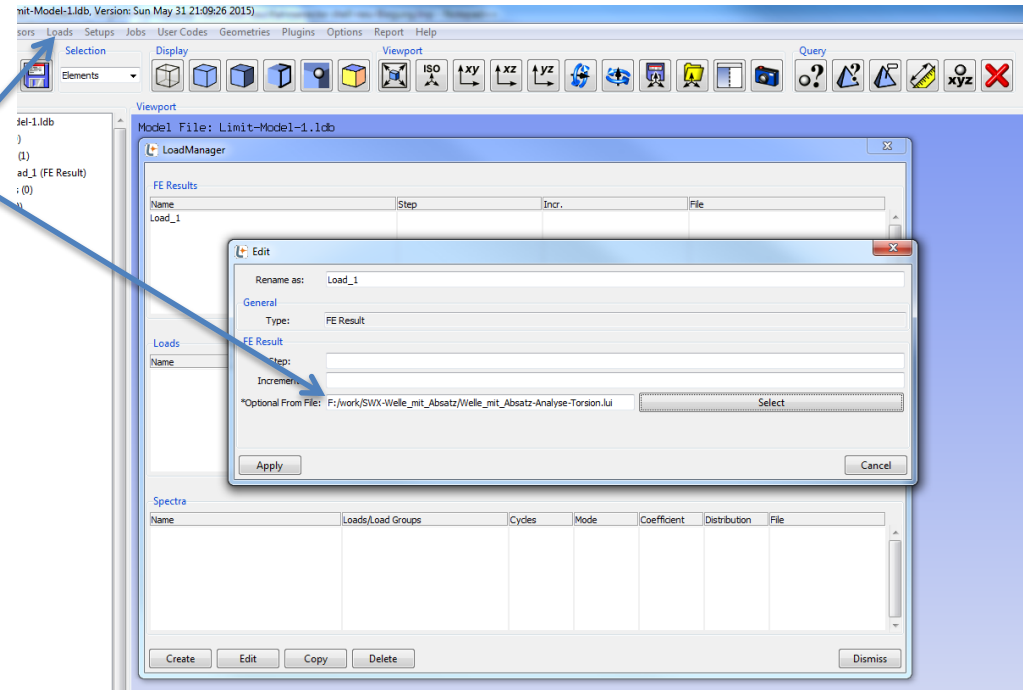 mit-Model-1.ldb, Version: Sun May 31 21:09:26 2015)
sors Loads Setups Jobs User Codes Geometries Plugins Options Report Help
Selection Display Viewport Query
Elements ISO xy xz yz ? ? xyz
Viewport
del-1.ldb
Model File: Limit-Model-1.ldb
)
(1)
LoadManager
ad_1 (FE Result)
(0)
FE Results
Name Step Incr. File
Load_1
Edit
Rename as: Load_1
General
Type: FE Result
FE Result
Step:
Increment
*Optional From File: F:/work/SWX-Welle_mit_Absatz/Welle_mit_Absatz-Analyse-Torsion.lui Select
Apply Cancel
Loads
Name
Spectra
Name Loads/Load Groups Cycles Mode Coefficient Distribution File
Create Edit Copy Delete Dismiss